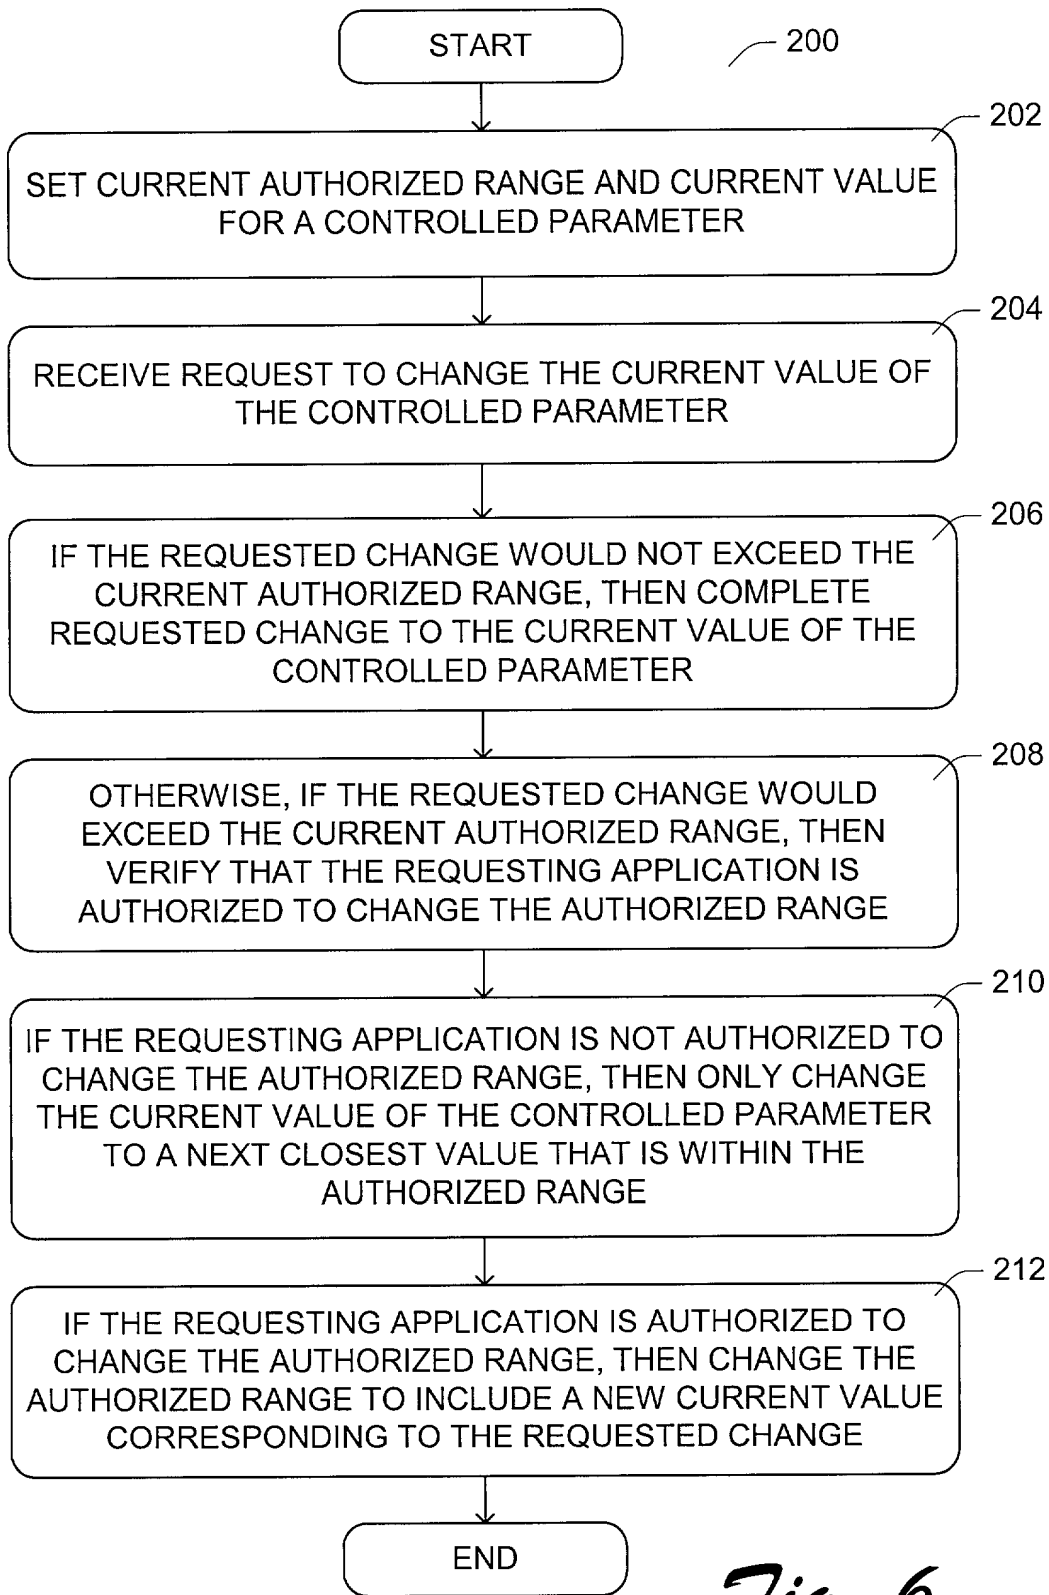 START
200
202
SET CURRENT AUTHORIZED RANGE AND CURRENT VALUE
FOR A CONTROLLED PARAMETER
204
RECEIVE REQUEST TO CHANGE THE CURRENT VALUE OF
THE CONTROLLED PARAMETER
206
IF THE REQUESTED CHANGE WOULD NOT EXCEED THE
CURRENT AUTHORIZED RANGE, THEN COMPLETE
REQUESTED CHANGE TO THE CURRENT VALUE OF THE
CONTROLLED PARAMETER
208
OTHERWISE, IF THE REQUESTED CHANGE WOULD
EXCEED THE CURRENT AUTHORIZED RANGE, THEN
VERIFY THAT THE REQUESTING APPLICATION IS
AUTHORIZED TO CHANGE THE AUTHORIZED RANGE
210
IF THE REQUESTING APPLICATION IS NOT AUTHORIZED TO
CHANGE THE AUTHORIZED RANGE, THEN ONLY CHANGE
THE CURRENT VALUE OF THE CONTROLLED PARAMETER
TO A NEXT CLOSEST VALUE THAT IS WITHIN THE
AUTHORIZED RANGE
212
IF THE REQUESTING APPLICATION IS AUTHORIZED TO
CHANGE THE AUTHORIZED RANGE, THEN CHANGE THE
AUTHORIZED RANGE TO INCLUDE A NEW CURRENT VALUE
CORRESPONDING TO THE REQUESTED CHANGE
END
Fig. 6